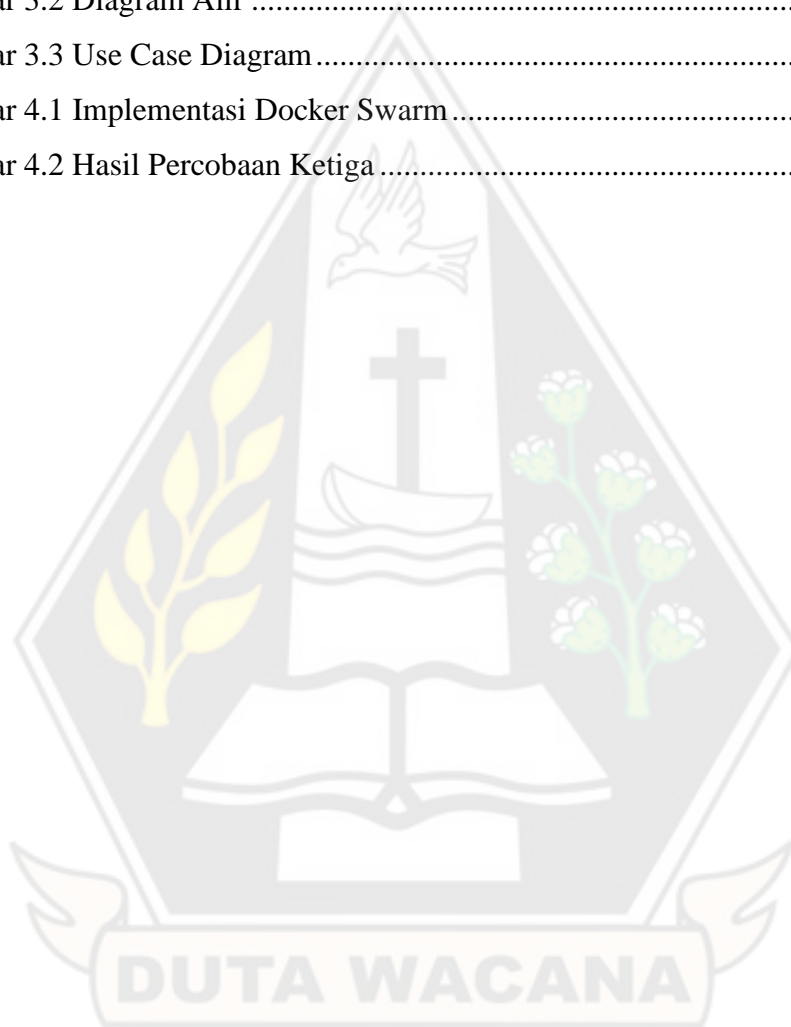 ar 3.2 Diagram Alir ....................................................................
ar 3.3 Use Case Diagram ............................................................
ar 4.1 Implementasi Docker Swarm ...........................................
ar 4.2 Hasil Percobaan Ketiga ....................................................
DUTA WACANA